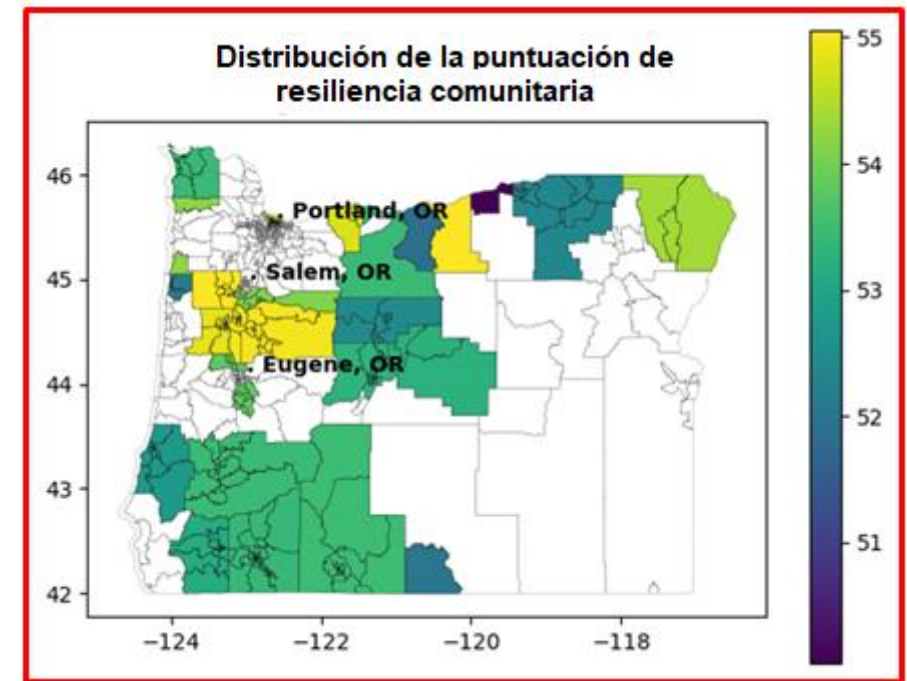 Distribución de la puntuación de
resiliencia comunitaria
55
54
53
52
51
46
45
44
43
42
. Portland, OR
. Salem, OR
. Eugene, OR
−124
−122
−120
−118